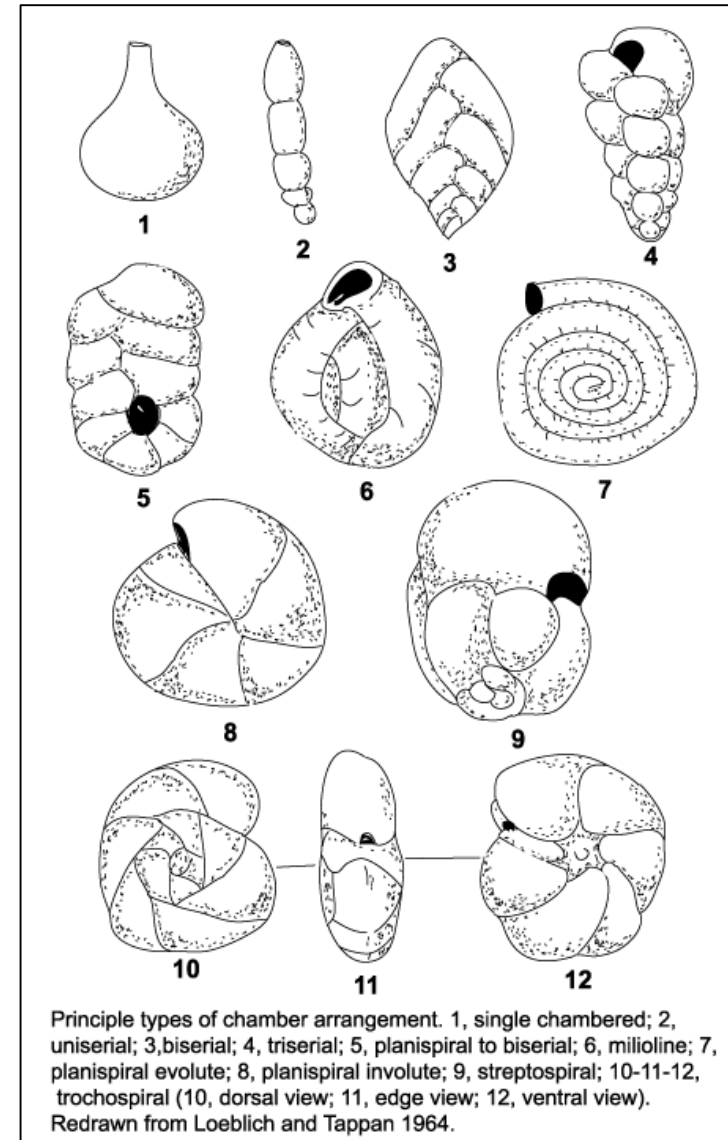 1
2
3
4
5
6
7
8
9
10
11
12
Principle types of chamber arrangement. 1, single chambered; 2,
uniserial; 3,biserial; 4, triserial; 5, planispiral to biserial; 6, milioline; 7,
planispiral evolute; 8, planispiral involute; 9, streptospiral; 10-11-12,
trochospiral (10, dorsal view; 11, edge view; 12, ventral view).
Redrawn from Loeblich and Tappan 1964.